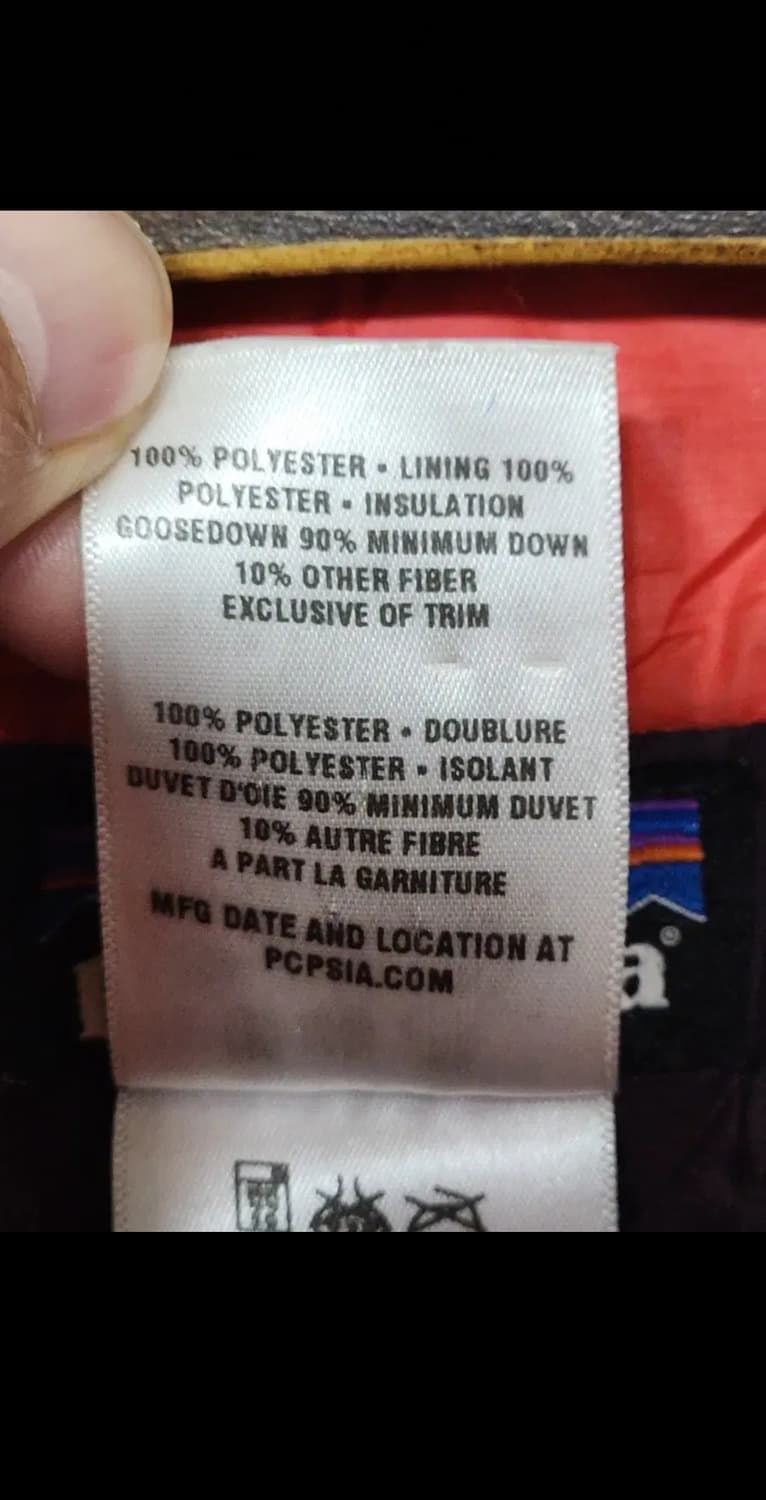 100% POLYESTER • LINING 100%
POLYESTER • INSULATION
GOOSEDOWN 90% MINIMUM DOWN
10% OTHER FIBER
EXCLUSIVE OF TRIM
100% POLYESTER • DOUBLURE
100% POLYESTER • ISOLANT
DUVET D'OIE 90% MINIMUM DUVET
10% AUTRE FIBRE
A PART LA GARNITURE
MFG DATE AND LOCATION AT
PCPSIA.COM
a®